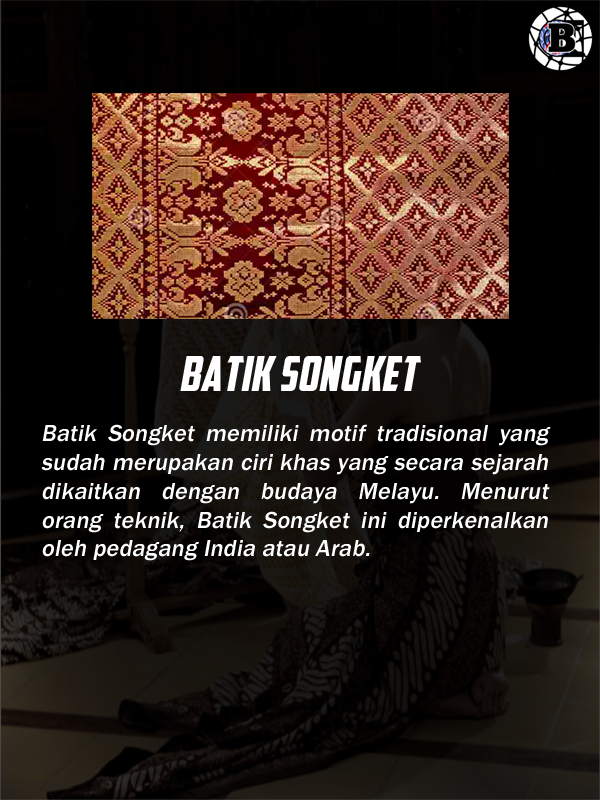 B
BATIK SONGKET
Batik Songket memiliki motif tradisional yang
sudah merupakan ciri khas yang secara sejarah
dikaitkan dengan budaya Melayu. Menurut
orang teknik, Batik Songket ini diperkenalkan
oleh pedagang India atau Arab.